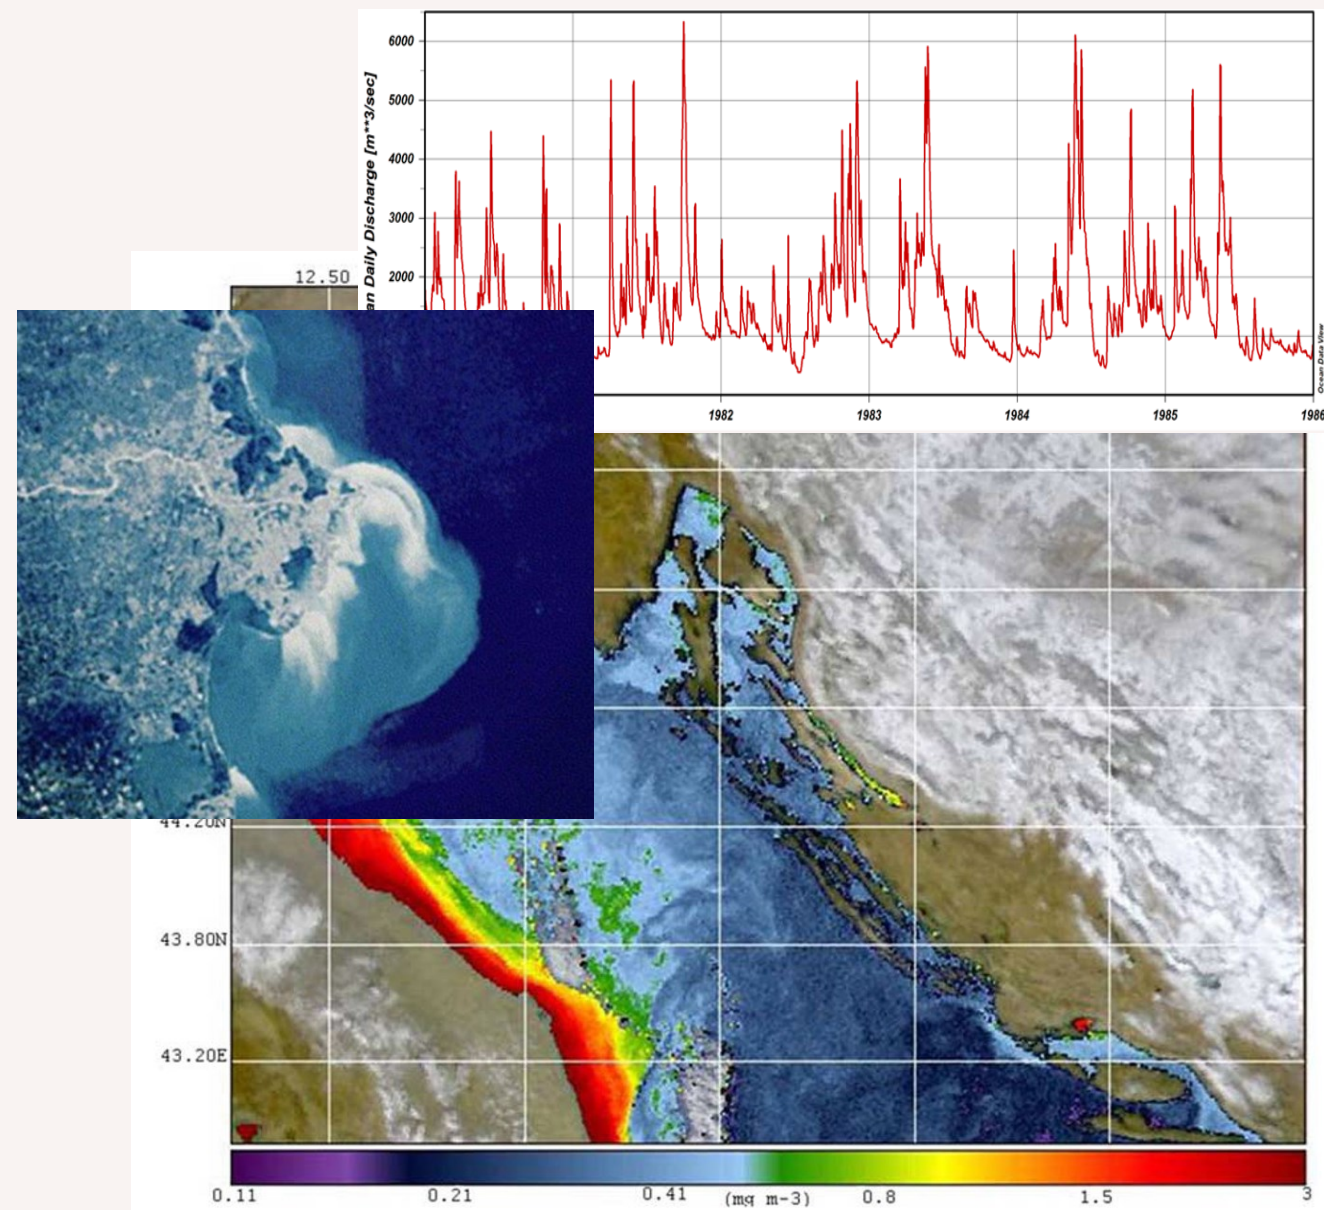 6000
5000
4000
3000
2000
an Daily Discharge [m**3/sec]
Ocean Data View
1982 1983 1984 1985 1986
12.50
44.20N
43.80N
43.20E
0.11 0.21 0.41 (mg m-3) 0.8 1.5 3